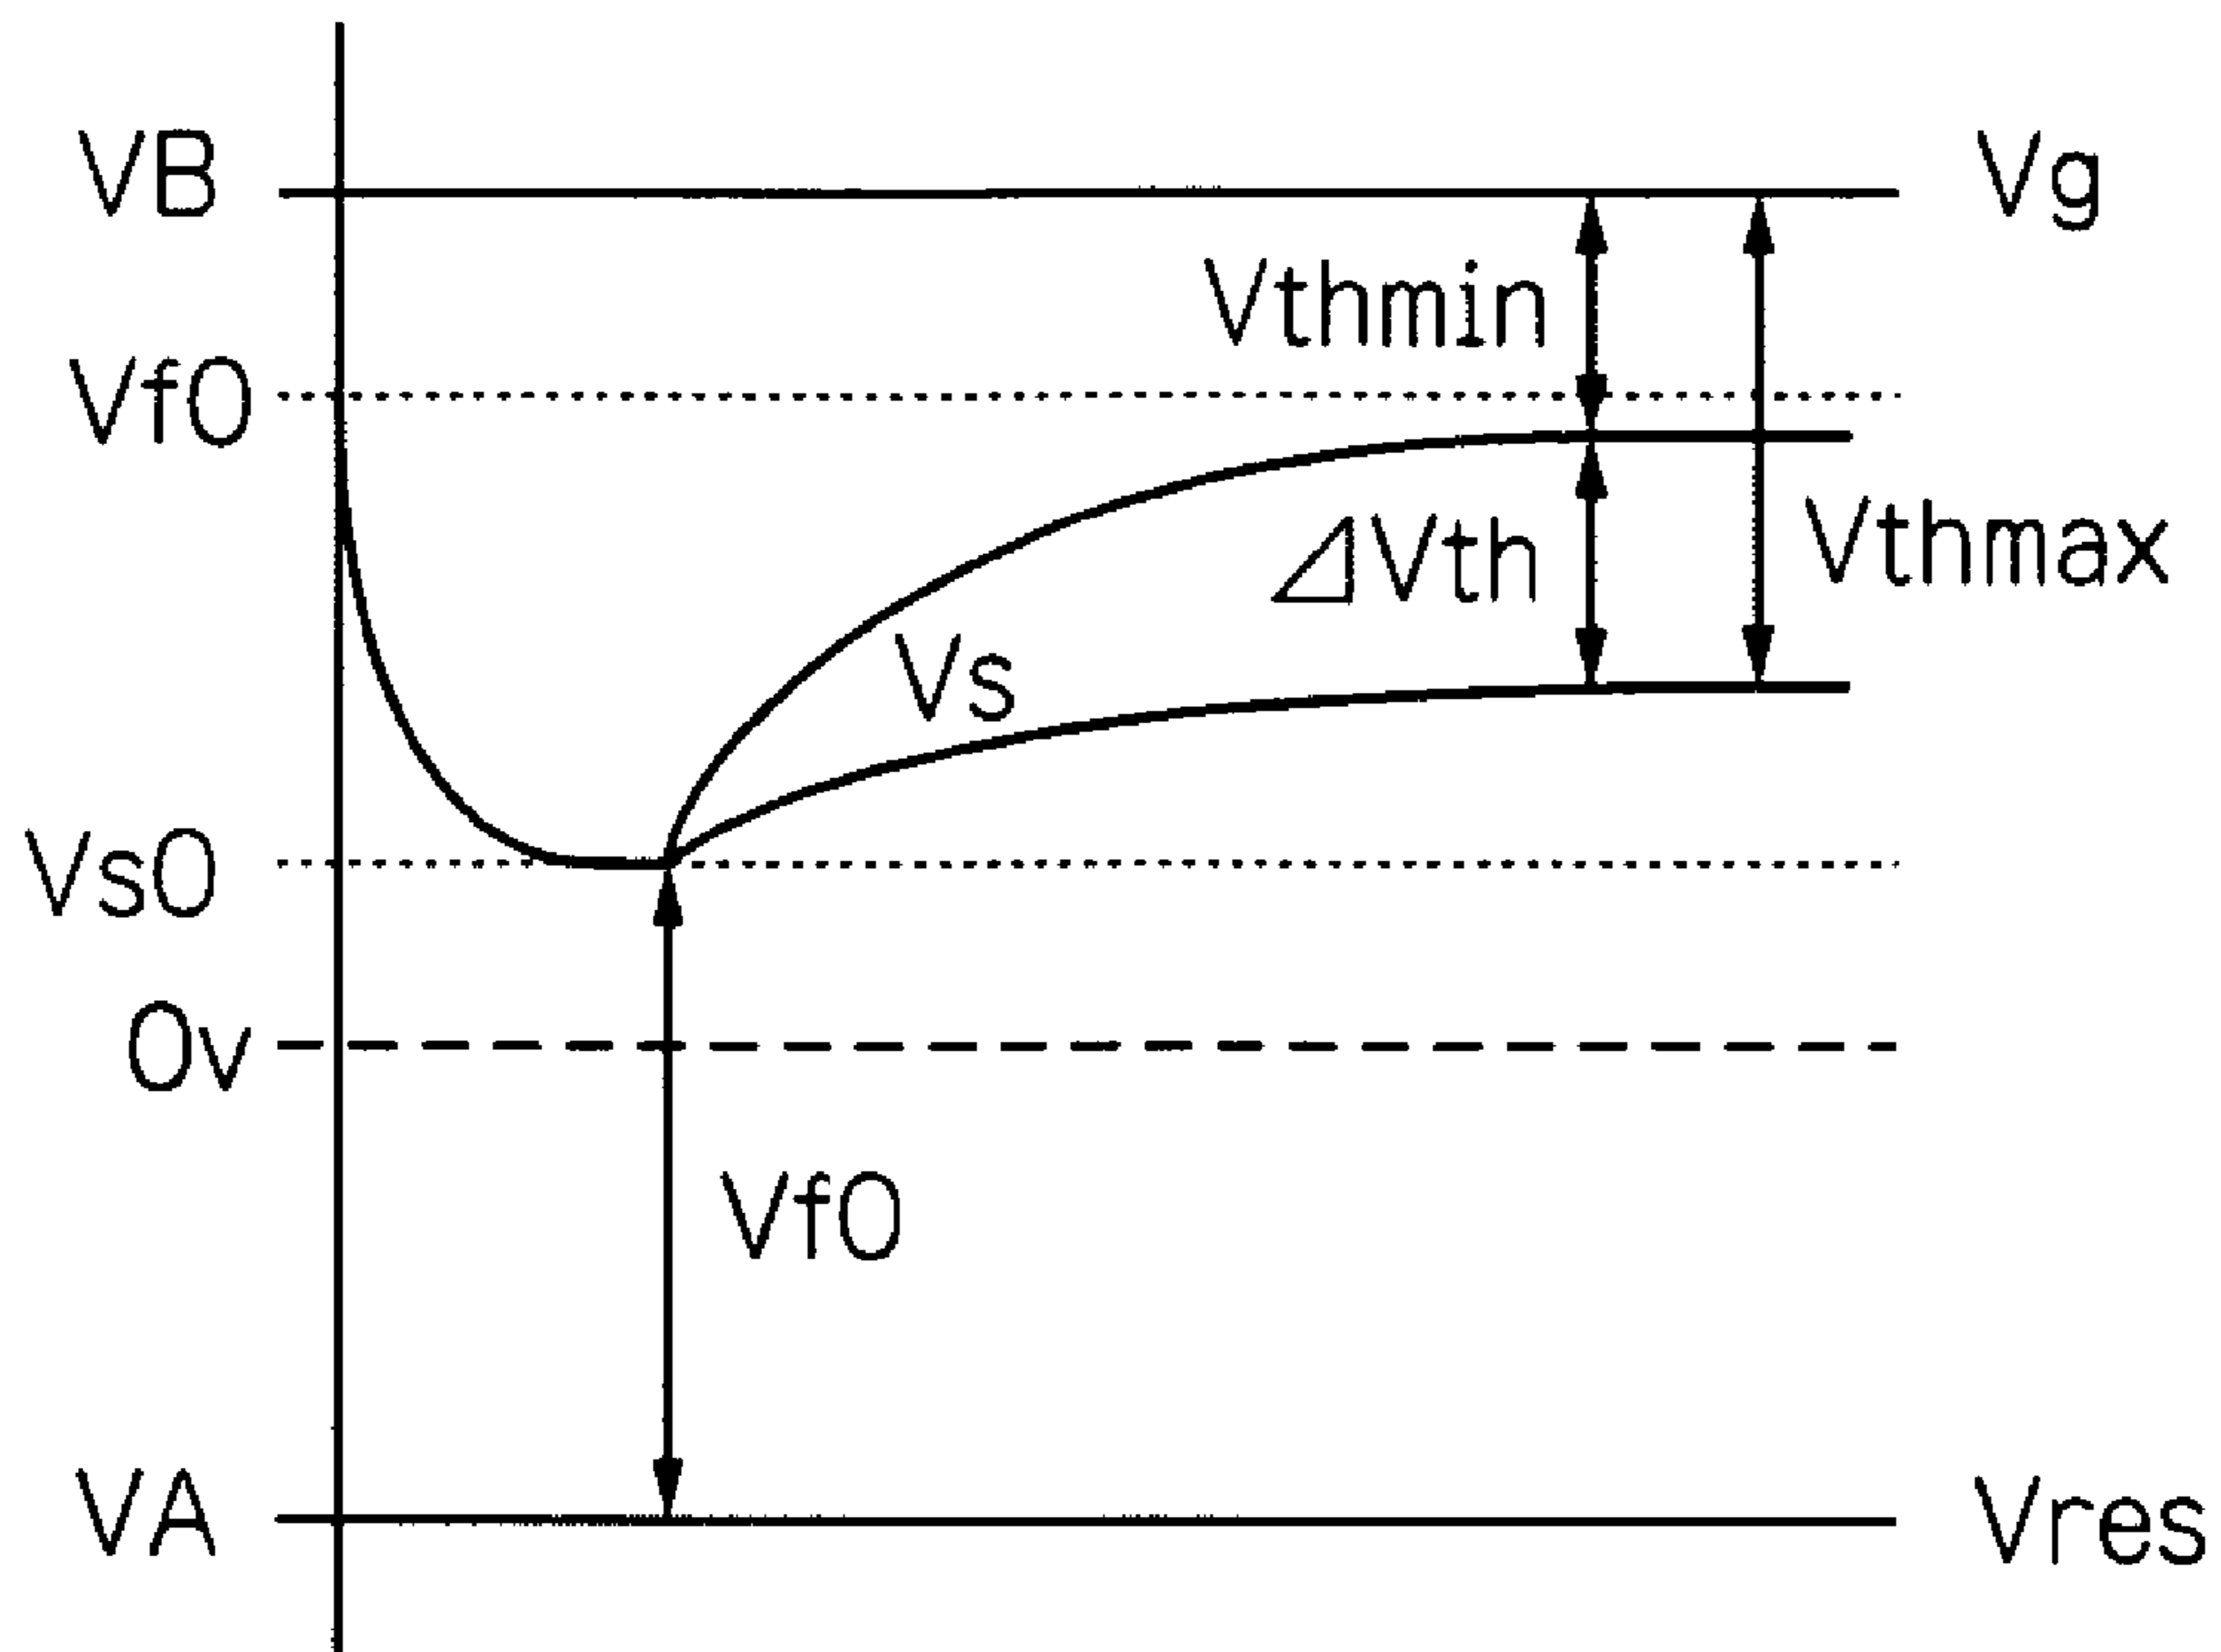 VB
Vg
Vthmin
Vf0
ΔVth
Vthmax
Vs
Vs0
0v
Vf0
VA
Vres